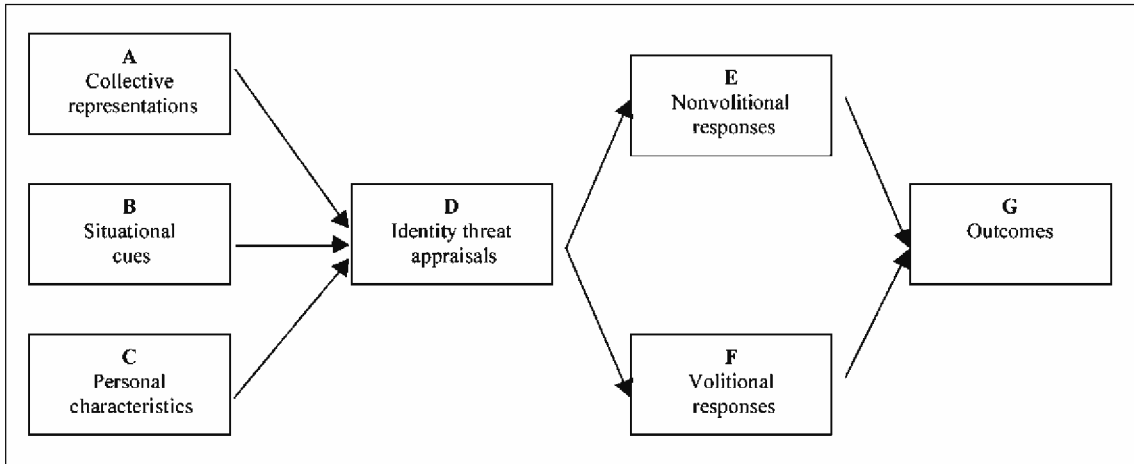 A
Collective
representations
B
Situational
cues
C
Personal
characteristics
D
Identity threat
appraisals
E
Nonvolitional
responses
F
Volitional
responses
G
Outcomes